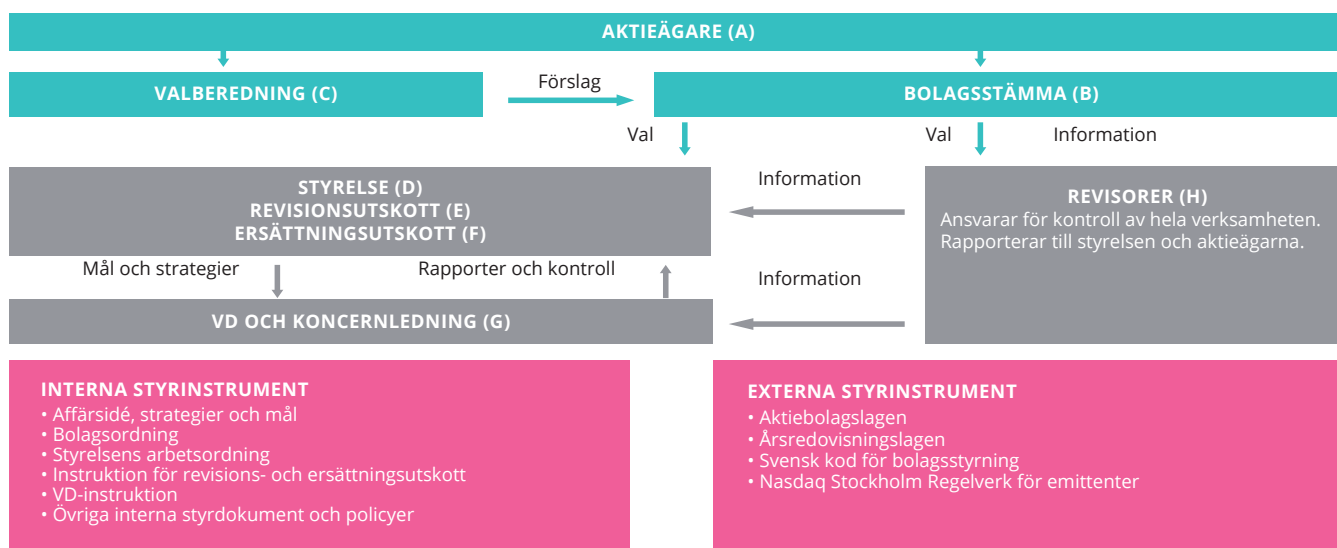 AKTIEÄGARE (A)
VALBEREDNING (C)
Förslag
BOLAGSSTÄMMA (B)
Val
Val
Information
STYRELSE (D)
REVISIONSUTSKOTT (E)
ERSÄTTNINGSUTSKOTT (F)
Information
REVISORER (H)
Ansvarar för kontroll av hela verksamheten.
Rapporterar till styrelsen och aktieägarna.
Mål och strategier
Rapporter och kontroll
Information
VD OCH KONCERNLEDNING (G)
INTERNA STYRINSTRUMENT
• Affärsidé, strategier och mål
• Bolagsordning
• Styrelsens arbetsordning
• Instruktion för revisions- och ersättningsutskott
• VD-instruktion
• Övriga interna styrdokument och policyer
EXTERNA STYRINSTRUMENT
• Aktiebolagslagen
• Årsredovisningslagen
• Svensk kod för bolagsstyrning
• Nasdaq Stockholm Regelverk för emittenter